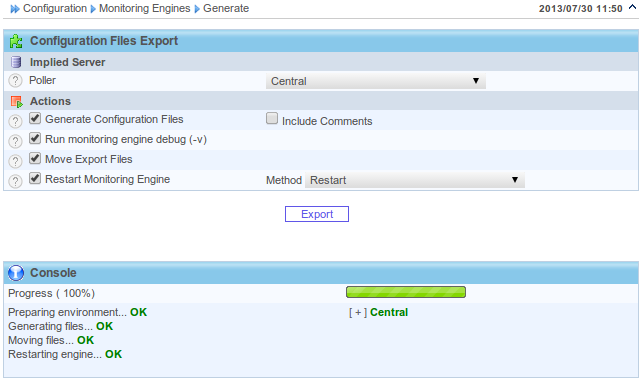 Configuration Monitoring Engines Generate 2013/07/30 11:50
Configuration Files Export
Implied Server
? Poller Central
Actions
? Generate Configuration Files Include Comments
? Run monitoring engine debug (-v)
? Move Export Files
? Restart Monitoring Engine Method Restart
Export
Console
Progress ( 100%)
Preparing environment... OK [ + ] Central
Generating files... OK
Moving files... OK
Restarting engine... OK